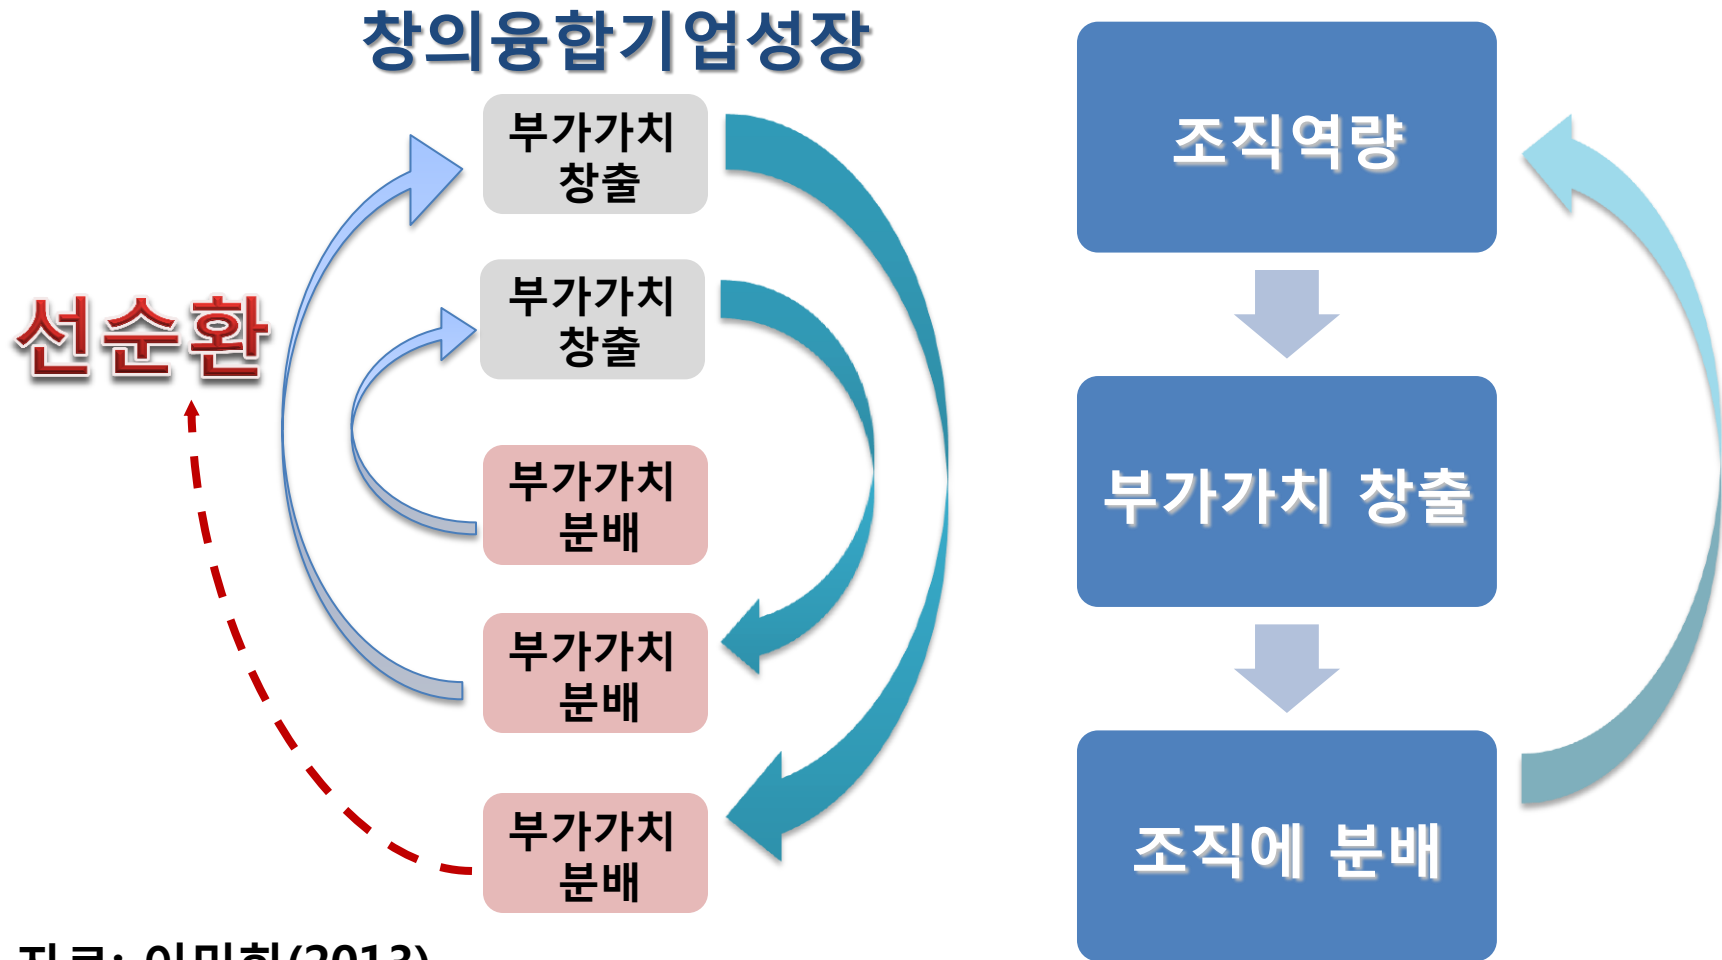 창의융합기업성장
부가가치
창출
부가가치
창출
선순환
부가가치
분배
부가가치
분배
부가가치
분배
조직역량
부가가치 창출
조직에 분배
(2013)